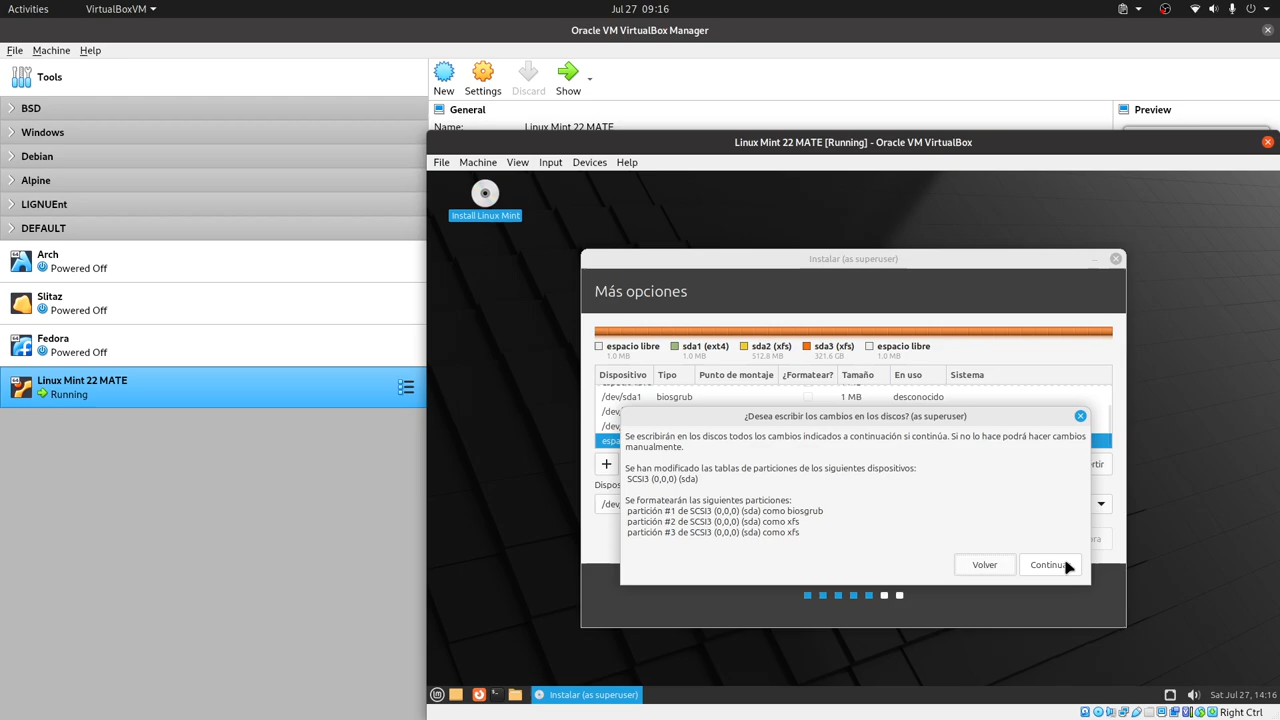 Activities
VirtualBoxVM
Jul 27 09:16
Oracle VM VirtualBox Manager
File Machine Help
Tools
BSD
Windows
Debian
Alpine
LIGNUEnt
DEFAULT
Arch
Powered Off
Slitaz
Powered Off
Fedora
Powered Off
Linux Mint 22 MATE
Running
New Settings Discard Show
General
Preview
Name: Linux Mint 22 MATE
Linux Mint 22 MATE [Running] - Oracle VM VirtualBox
File Machine View Input Devices Help
Install Linux Mint
Instalar (as superuser)
Más opciones
espacio libre sda1 (ext4) sda2 (xfs) sda3 (xfs) espacio libre
1.0 MB 1.0 MB 512.8 MB 321.6 GB 1.0 MB
Dispositivo Tipo Punto de montaje ¿Formatear? Tamaño En uso Sistema
/dev/sda1 biosgrub 1 MB desconocido
¿Desea escribir los cambios en los discos? (as superuser)
Se escribirán en los discos todos los cambios indicados a continuación si continúa. Si no lo hace podrá hacer cambios
manualmente.
Se han modificado las tablas de particiones de los siguientes dispositivos:
SCSI3 (0,0,0) (sda)
Se formatearán las siguientes particiones:
partición #1 de SCSI3 (0,0,0) (sda) como biosgrub
partición #2 de SCSI3 (0,0,0) (sda) como xfs
partición #3 de SCSI3 (0,0,0) (sda) como xfs
Volver
Instalar (as superuser)
Sat Jul 27, 14:16
Right Ctrl